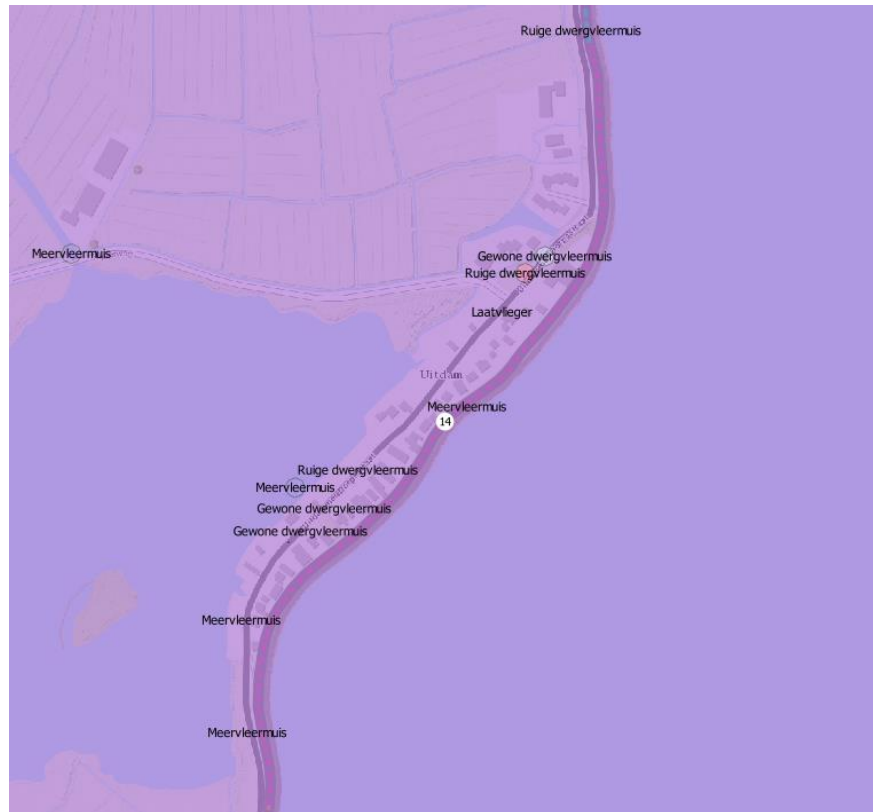 Ruige dwergvleermuis
Meervleermuis
Gewone dwergvleermuis
Ruige dwergvleermuis
Laatvlieger
Uitdam
Meervleermuis
14
Ruige dwergvleermuis
Meervleermuis
Gewone dwergvleermuis
Gewone dwergvleermuis
Meervleermuis
Meervleermuis